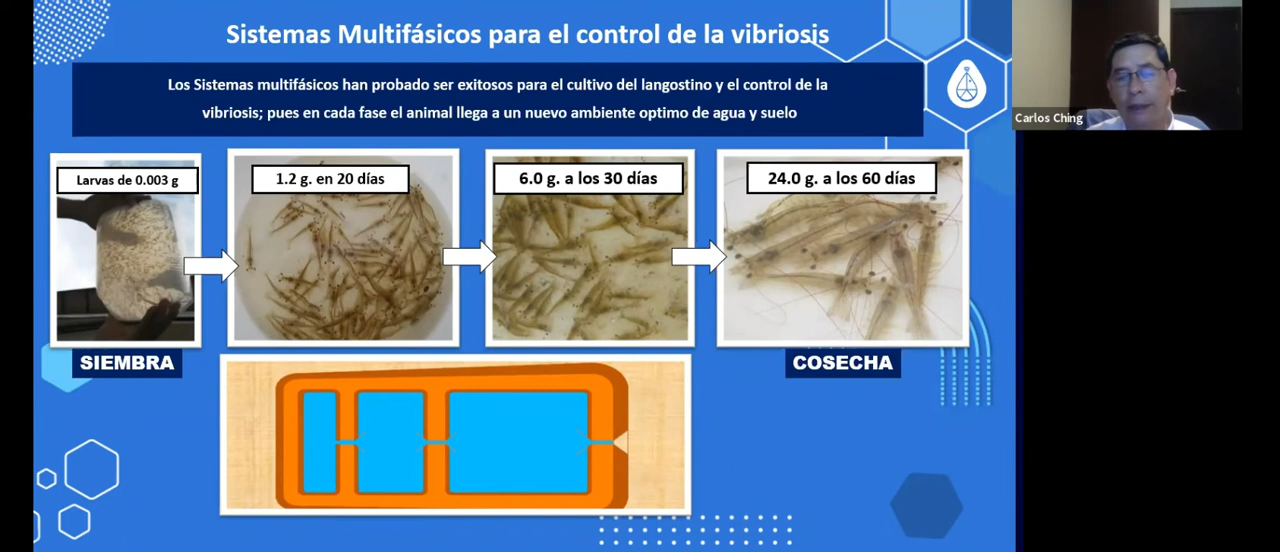 Sistemas Multifásicos para el control de la vibriosis
Los Sistemas multifásicos han probado ser exitosos para el cultivo del langostino y el control de la
vibriosis; pues en cada fase el animal llega a un nuevo ambiente optimo de agua y suelo
Carlos Ching
Larvas de 0.003 g
1.2 g. en 20 días
6.0 g. a los 30 días
24.0 g. a los 60 días
SIEMBRA
COSECHA